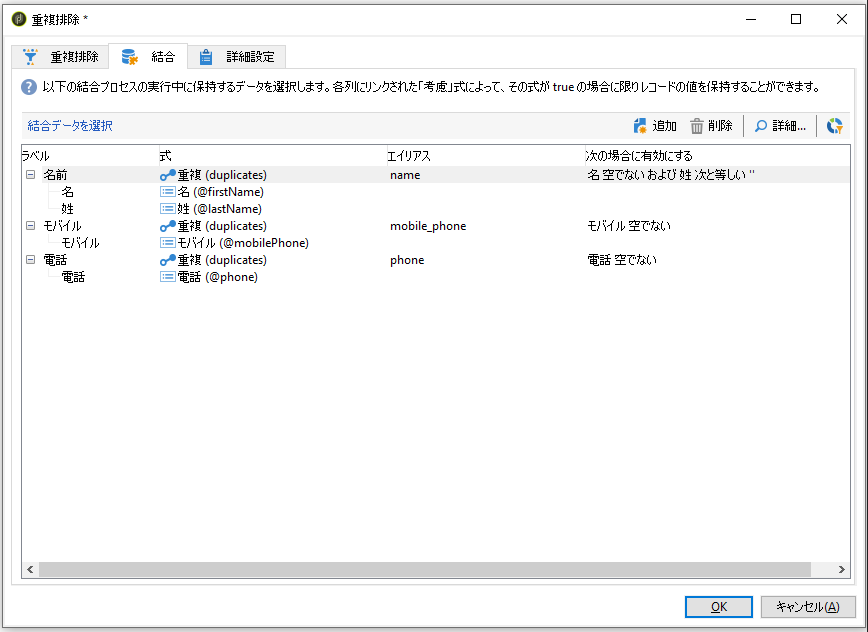 重複排除 *
重複排除 結合 詳細設定
以下の結合プロセスの実行中に保持するデータを選択します。各列にリンクされた「考慮」式によって、その式が true の場合に限りレコードの値を保持することができます。
結合データを選択 追加 削除 詳細...
ラベル 式 エイリアス 次の場合に有効にする
名前 重複 (duplicates) name 名 空でない および 姓 次と等しい ''
名 名 (@firstName)
姓 姓 (@lastName)
モバイル 重複 (duplicates) mobile_phone モバイル 空でない
モバイル モバイル (@mobilePhone)
電話 重複 (duplicates) phone 電話 空でない
電話 電話 (@phone)
OK キャンセル(A)